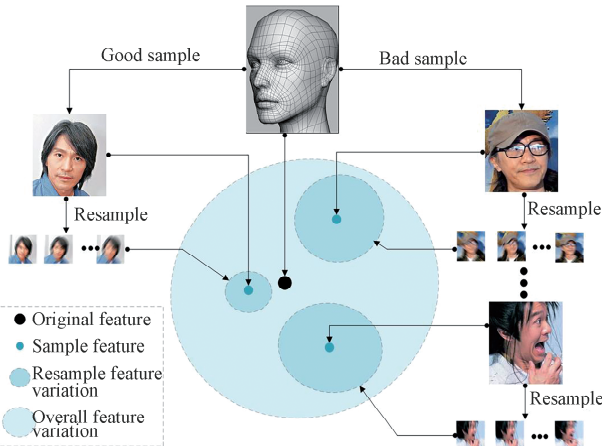 Good sample
Bad sample
Resample
Resample
Resample
Original feature
Sample feature
Resample feature
variation
Overall feature
variation